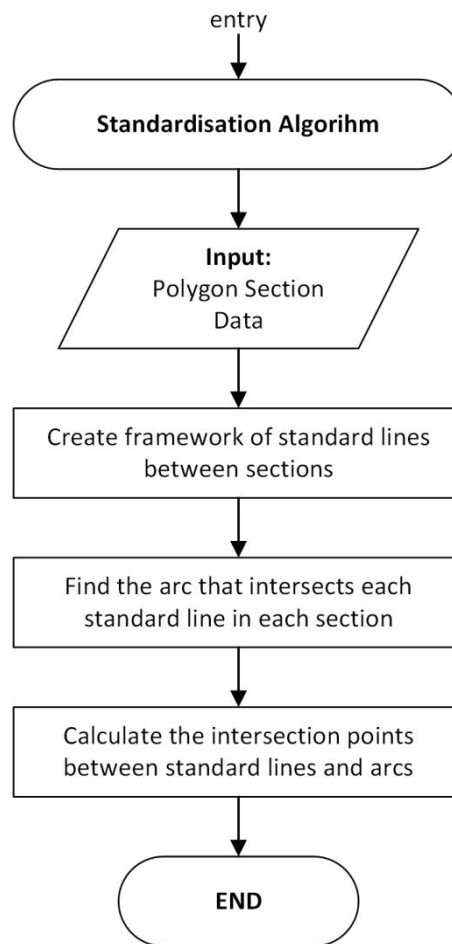 entry
Standardisation Algorihm
Input:
Polygon Section
Data
Create framework of standard lines
between sections
Find the arc that intersects each
standard line in each section
Calculate the intersection points
between standard lines and arcs
END